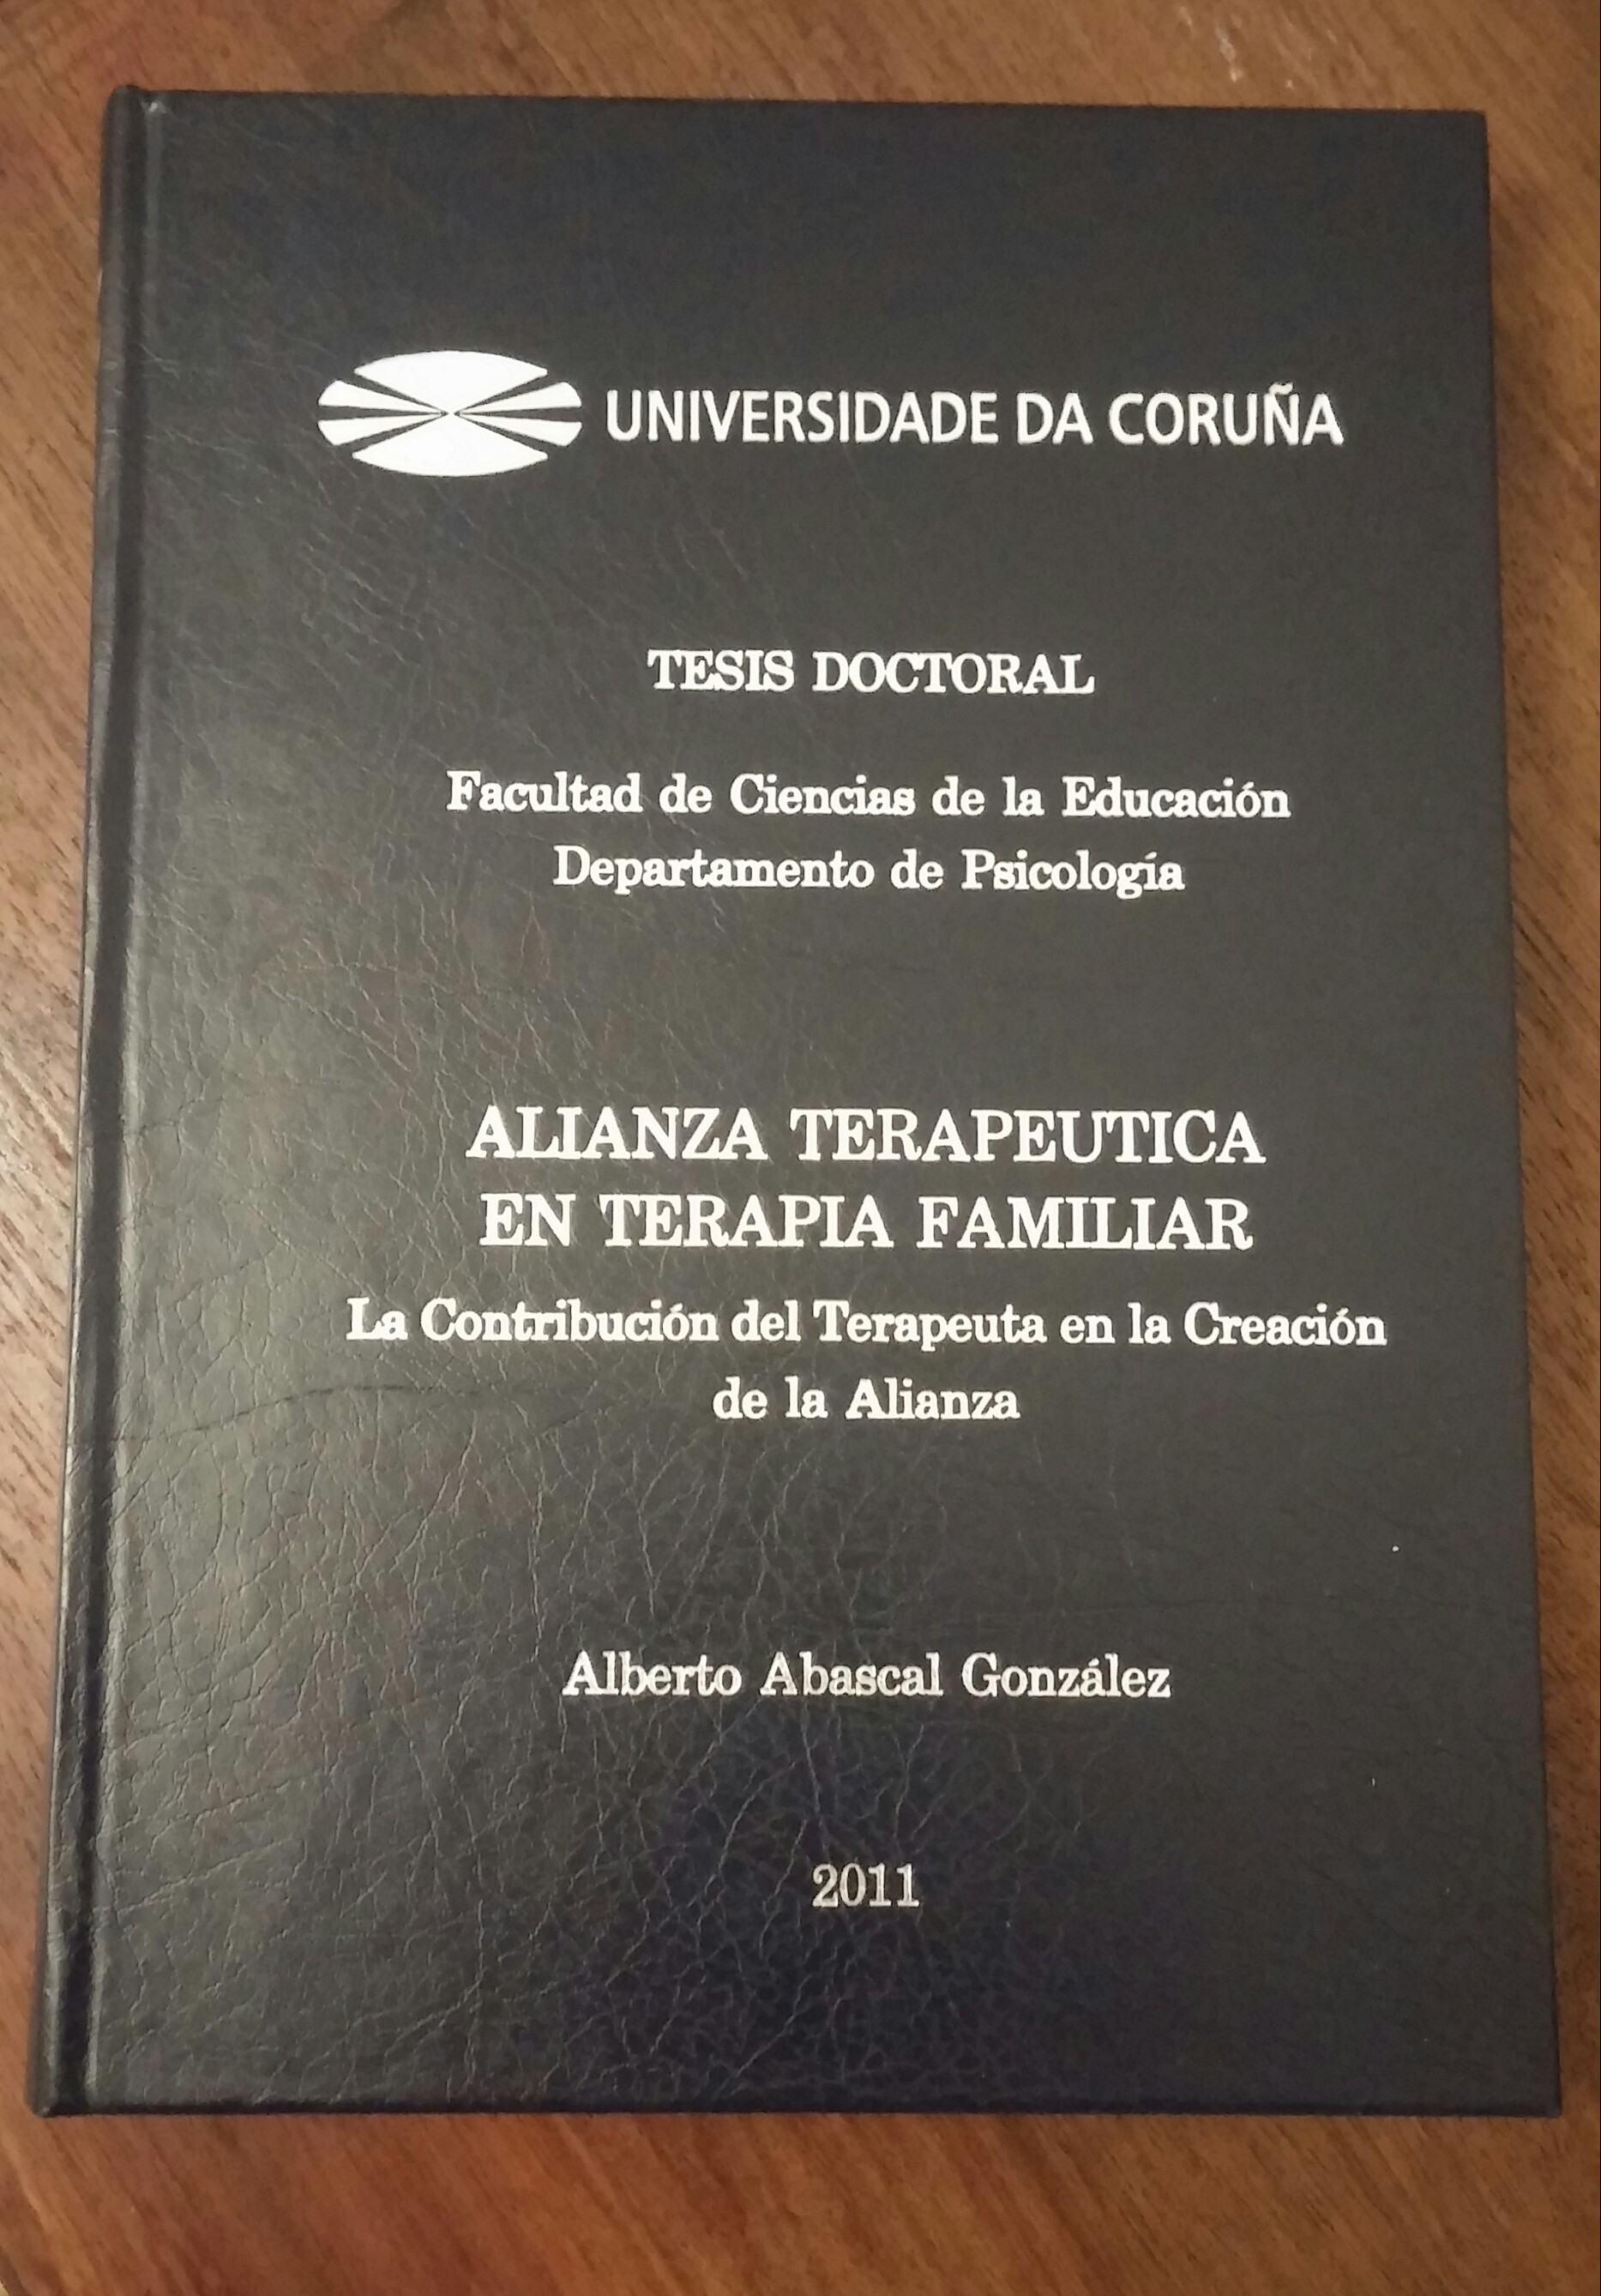 UNIVERSIDADE DA CORUÑA
TESIS DOCTORAL
Facultad de Ciencias de la Educación
Departamento de Psicología
ALIANZA TERAPEUTICA
EN TERAPIA FAMILIAR
La Contribución del Terapeuta en la Creación
de la Alianza
Alberto Abascal González
2011